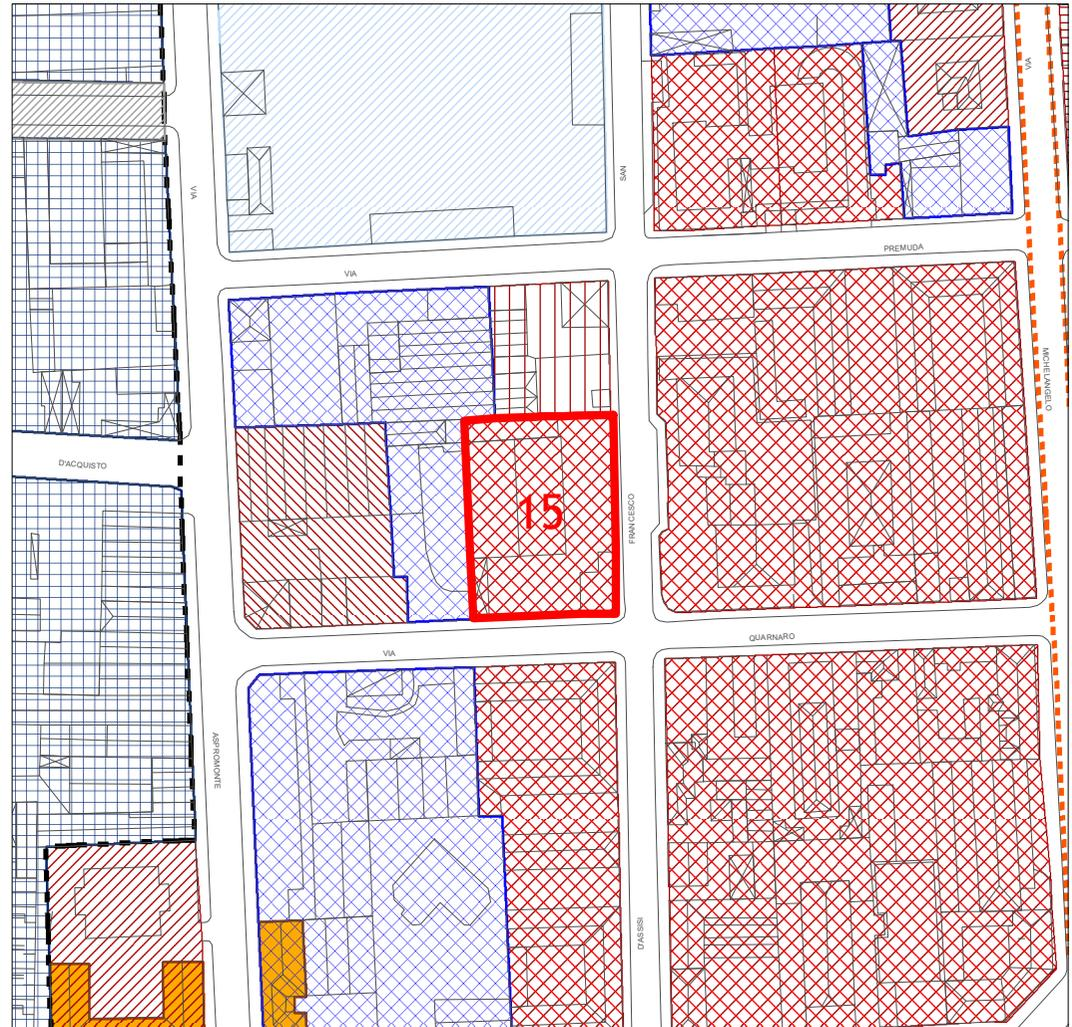 VIA
VIA
SAN
PREMUDA
VIA
MICHELANGELO
D'ACQUISTO
15
FRANCESCO
QUARNARO
VIA
ASPROMONTE
D'ASSISI